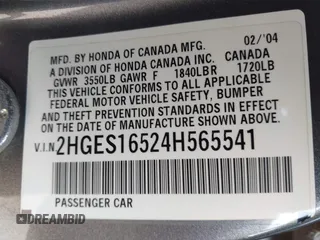 MFD. BY HONDA OF CANADA MFG. 02/'04
A DIVISION OF HONDA CANADA INC. CANADA
GVWR 3550LB GAWR F 1840LBR 1720LB
THIS VEHICLE CONFORMS TO ALL APPLICABLE
FEDERAL MOTOR VEHICLE SAFETY, BUMPER
AND THEFT PREVENTION STANDARDS IN EFFECT
ON THE DATE OF MANUFACTURE SHOWN ABOVE.
V.I.N 2HGES16524H565541
PASSENGER CAR
DREAMBID